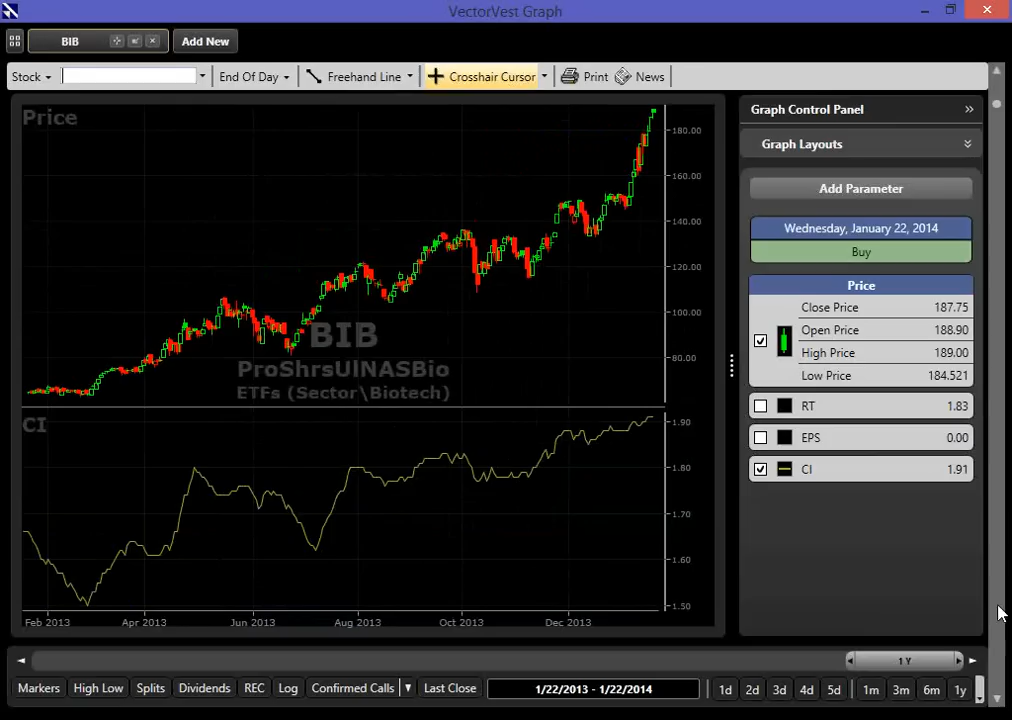 VectorVest Graph
BIB
Add New
Stock
End Of Day
Freehand Line
Crosshair Cursor
Print
News
Price
180.00
160.00
140.00
120.00
100.00
80.00
BIB
ProShrsUlNASBio
ETFs (Sector\Biotech)
CI
1.90
1.80
1.70
1.60
1.50
Feb 2013
Apr 2013
Jun 2013
Aug 2013
Oct 2013
Dec 2013
Graph Control Panel
Graph Layouts
Add Parameter
Wednesday, January 22, 2014
Buy
Price
Close Price 187.75
Open Price 188.90
High Price 189.00
Low Price 184.521
RT 1.83
EPS 0.00
CI 1.91
1 Y
Markers
High Low
Splits
Dividends
REC
Log
Confirmed Calls
Last Close
1/22/2013 - 1/22/2014
1d
2d
3d
4d
5d
1m
3m
6m
1y